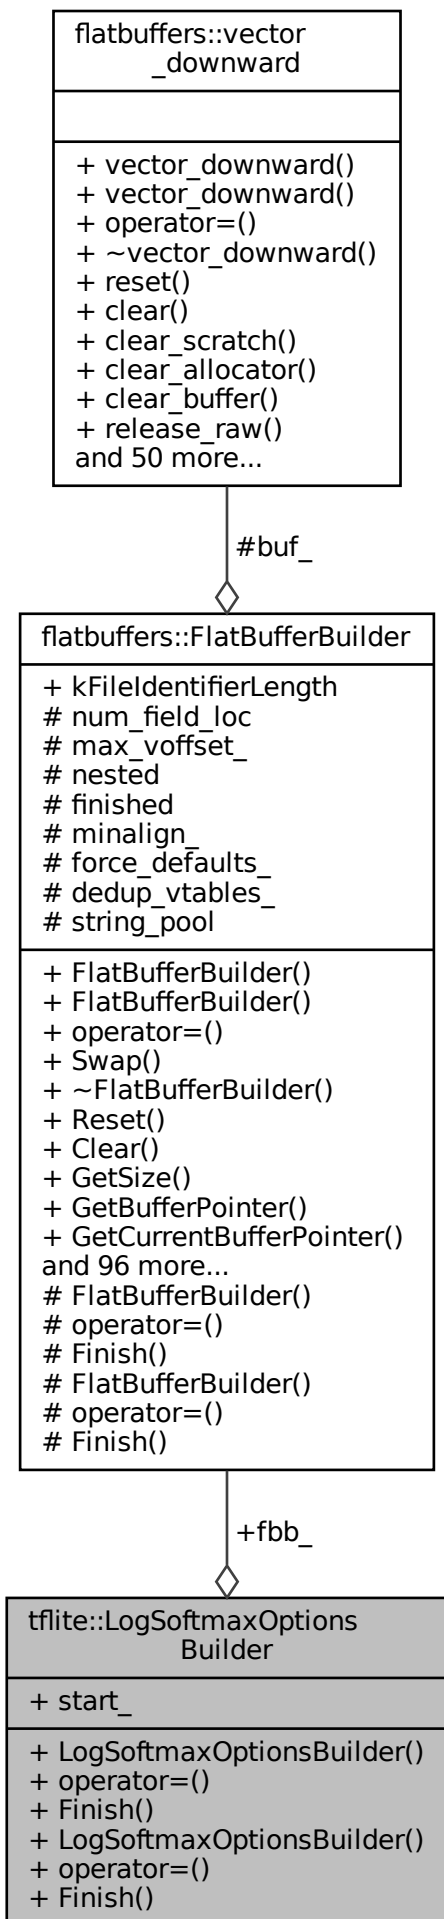 flatbuffers::vector
_downward
+ vector_downward()
+ vector_downward()
+ operator=()
+ ~vector_downward()
+ reset()
+ clear()
+ clear_scratch()
+ clear_allocator()
+ clear_buffer()
+ release_raw()
and 50 more...
#buf_
flatbuffers::FlatBufferBuilder
+ kFileIdentifierLength
# num_field_loc
# max_voffset_
# nested
# finished
# minalign_
# force_defaults_
# dedup_vtables_
# string_pool
+ FlatBufferBuilder()
+ FlatBufferBuilder()
+ operator=()
+ Swap()
+ ~FlatBufferBuilder()
+ Reset()
+ Clear()
+ GetSize()
+ GetBufferPointer()
+ GetCurrentBufferPointer()
and 96 more...
# FlatBufferBuilder()
# operator=()
# Finish()
# FlatBufferBuilder()
# operator=()
# Finish()
+fbb_
tflite::LogSoftmaxOptions
Builder
+ start_
+ LogSoftmaxOptionsBuilder()
+ operator=()
+ Finish()
+ LogSoftmaxOptionsBuilder()
+ operator=()
+ Finish()